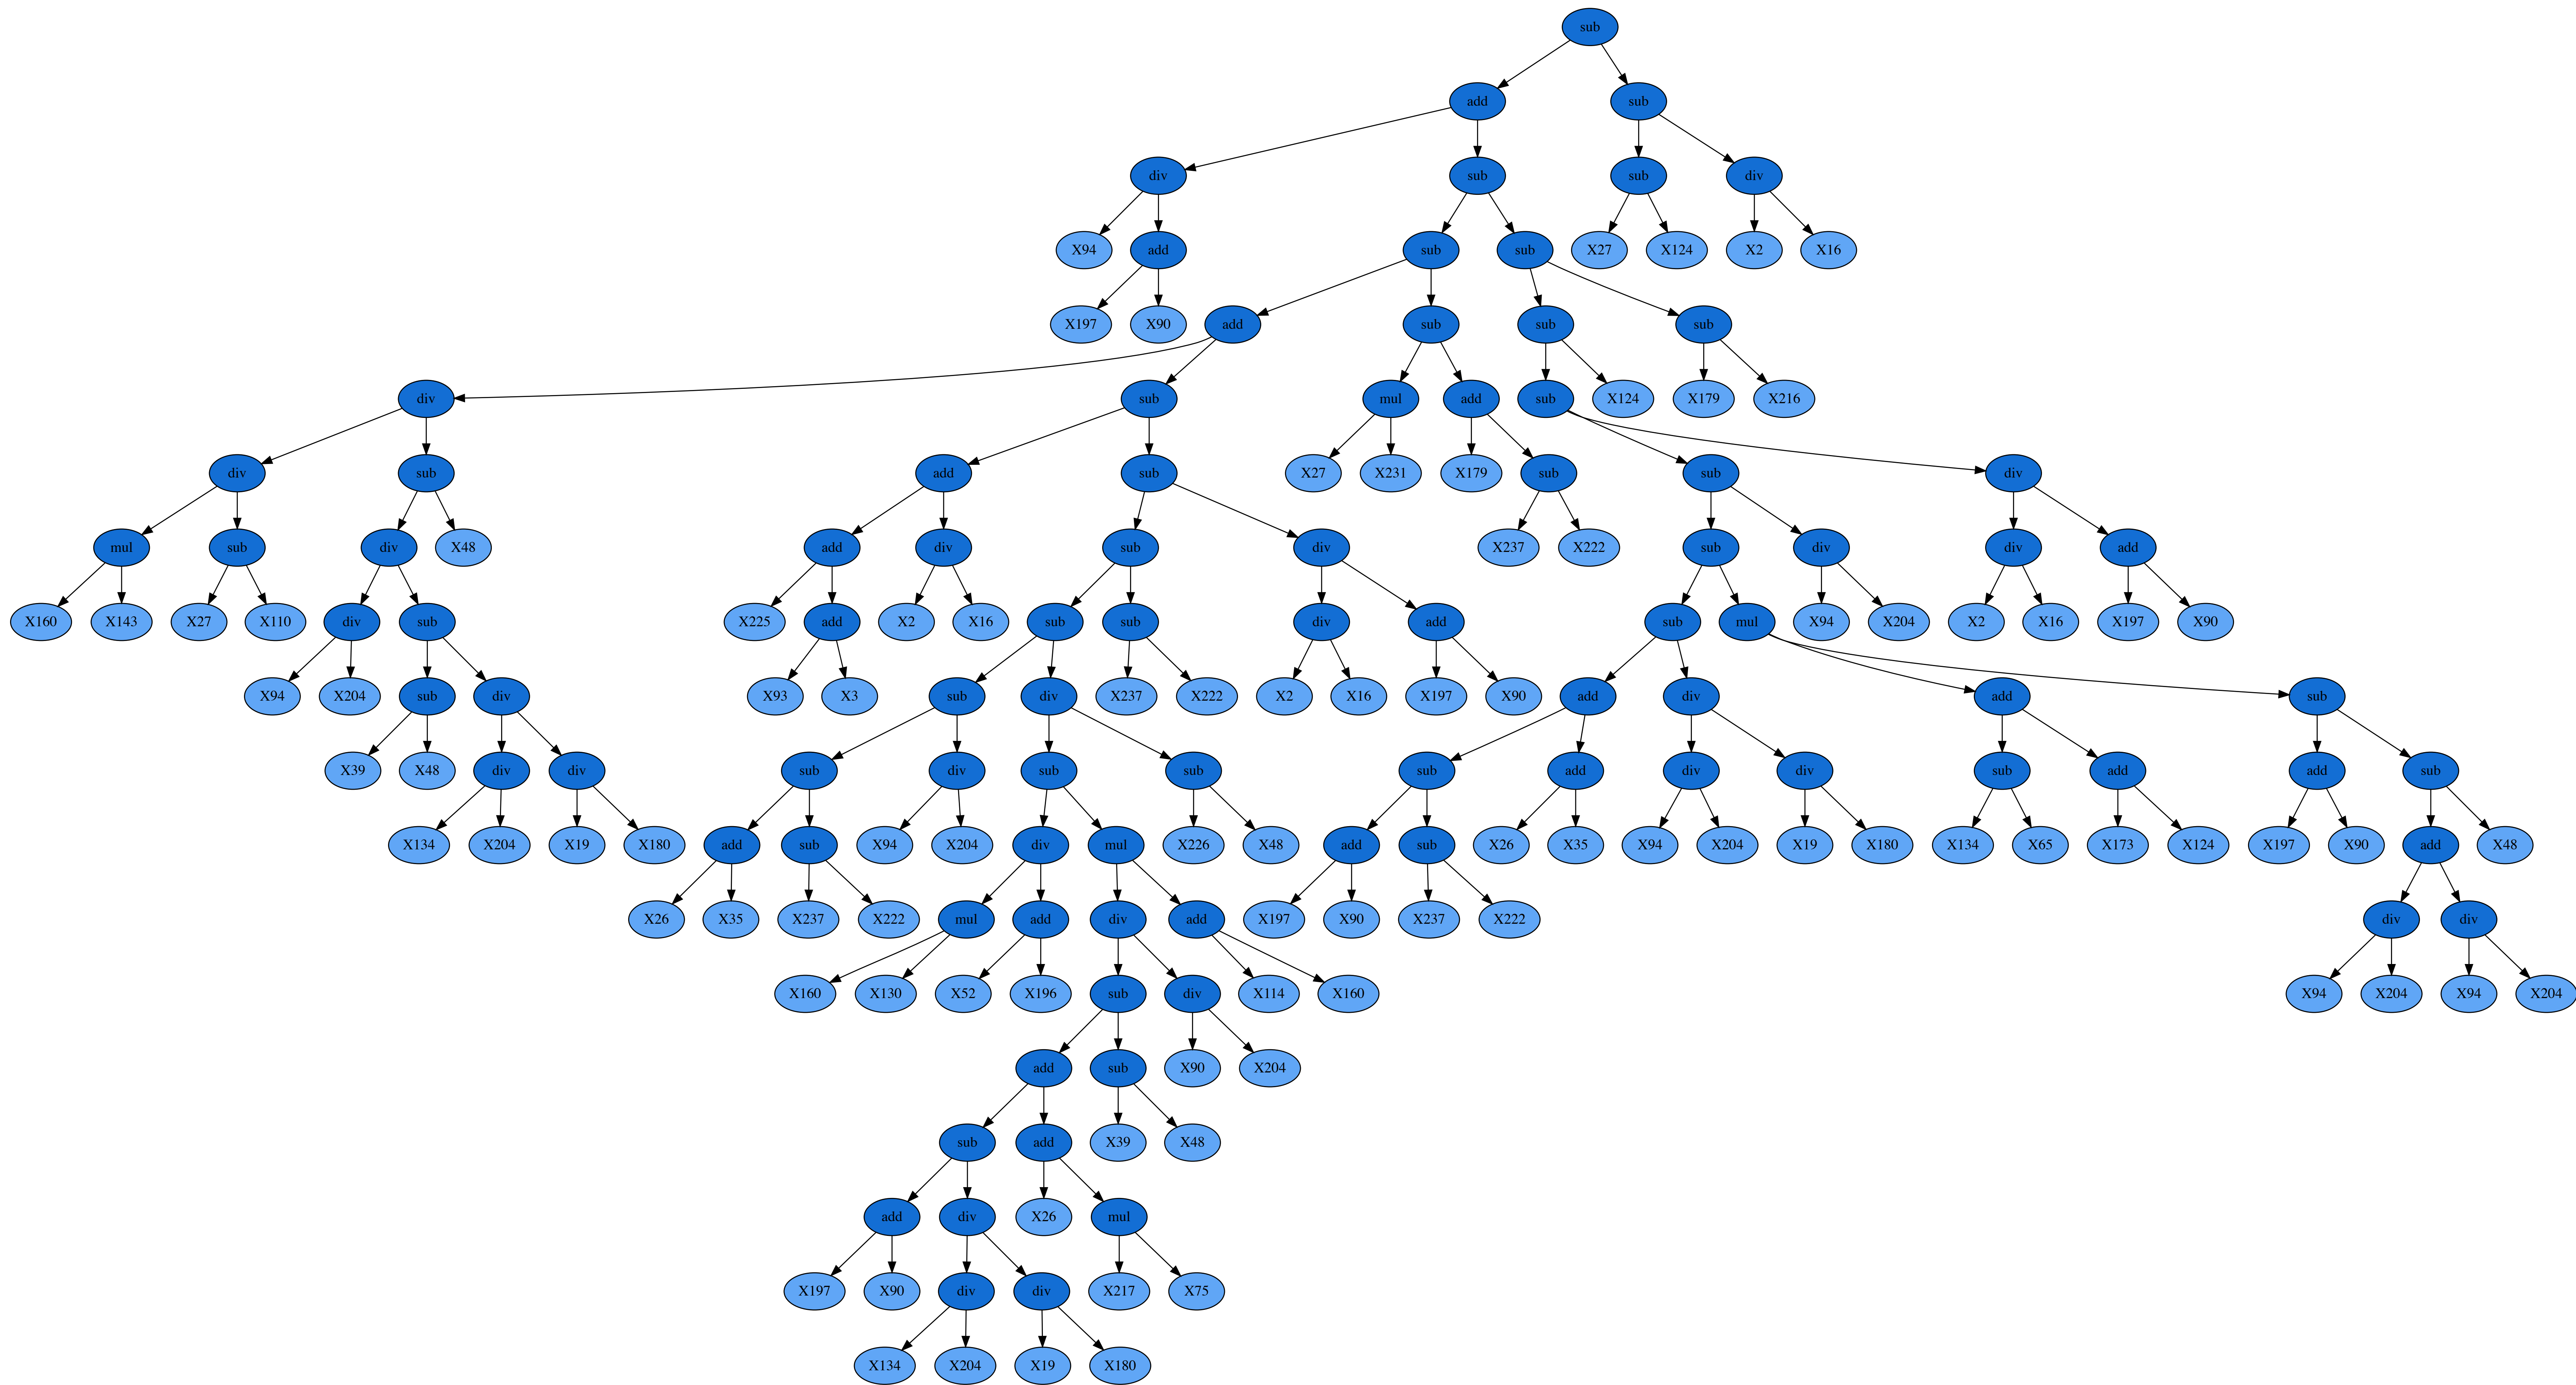 sub
add sub
div sub sub div
X94 add sub sub X27 X124 X2 X16
X197 X90 add sub sub sub
div sub mul add sub X124 X179 X216
div sub add sub X27 X231 X179 sub sub div
mul sub div X48 add div sub div X237 X222 sub div div add
X160 X143 X27 X110 div sub X225 add X2 X16 sub sub div add sub mul X94 X204 X2 X16 X197 X90
X94 X204 sub div X93 X3 sub div X237 X222 X2 X16 X197 X90 add div add sub
X39 X48 div div sub div sub sub sub add div div sub add add sub
X134 X204 X19 X180 add sub X94 X204 div mul X226 X48 add sub X26 X35 X94 X204 X19 X180 X134 X65 X173 X124 X197 X90 add X48
X26 X35 X237 X222 mul add div add X197 X90 X237 X222 div div
X160 X130 X52 X196 sub div X114 X160 X94 X204 X94 X204
add sub X90 X204
sub add X39 X48
add div X26 mul
X197 X90 div div X217 X75
X134 X204 X19 X180